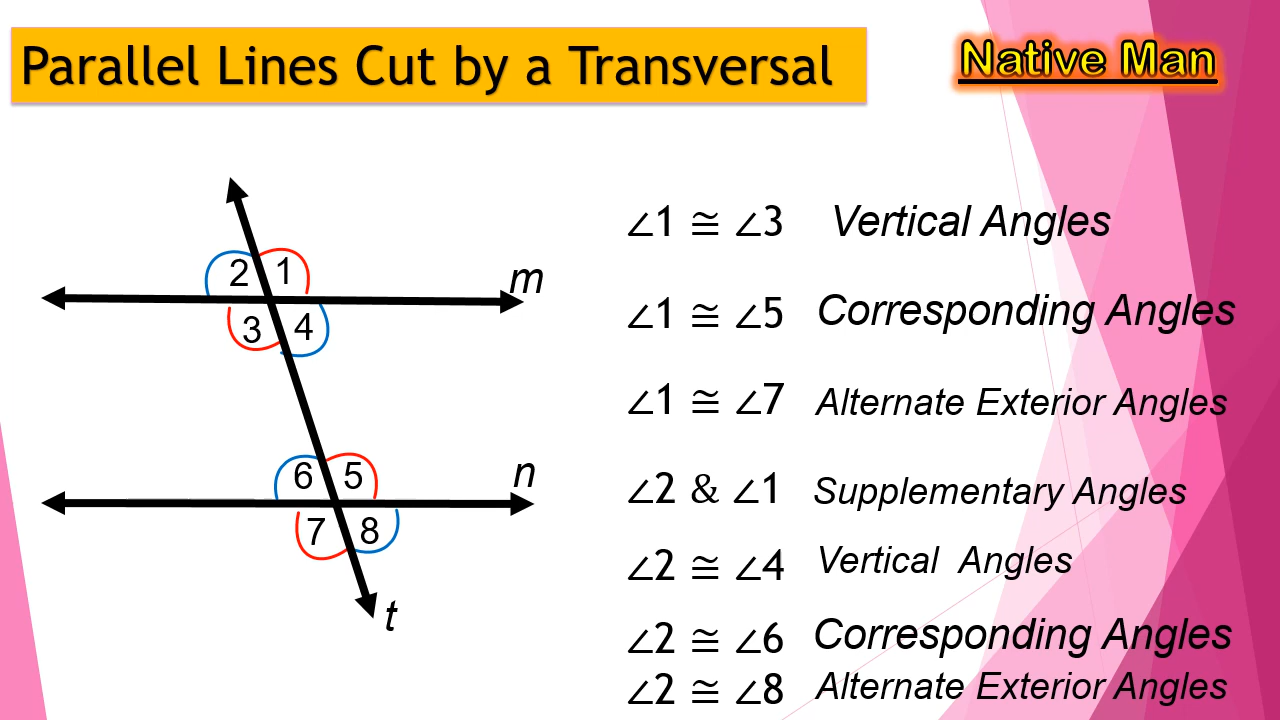 Parallel Lines Cut by a Transversal
Native Man
2 1
m
3 4
6 5
n
7 8
t
∠1 ≅ ∠3 Vertical Angles
∠1 ≅ ∠5 Corresponding Angles
∠1 ≅ ∠7 Alternate Exterior Angles
∠2 & ∠1 Supplementary Angles
∠2 ≅ ∠4 Vertical Angles
∠2 ≅ ∠6 Corresponding Angles
∠2 ≅ ∠8 Alternate Exterior Angles